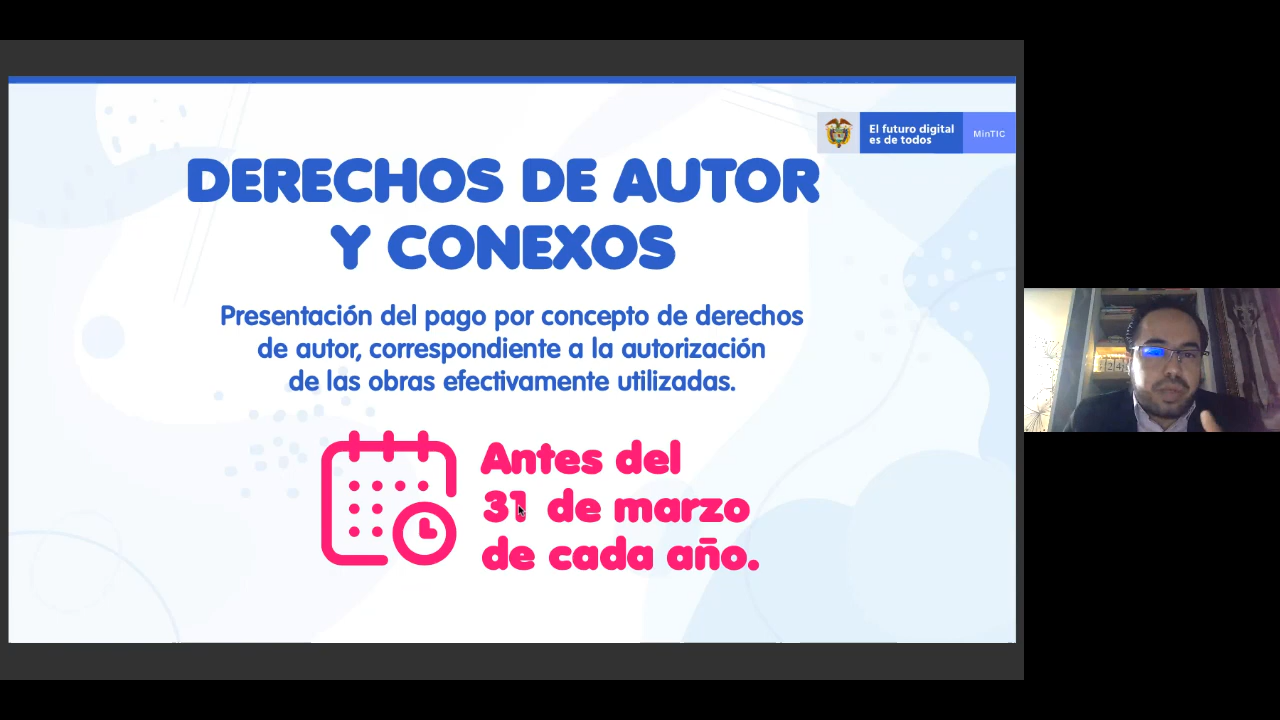 El futuro digital
es de todos
MinTIC
DERECHOS DE AUTOR
Y CONEXOS
Presentación del pago por concepto de derechos
de autor, correspondiente a la autorización
de las obras efectivamente utilizadas.
Antes del
31 de marzo
de cada año.